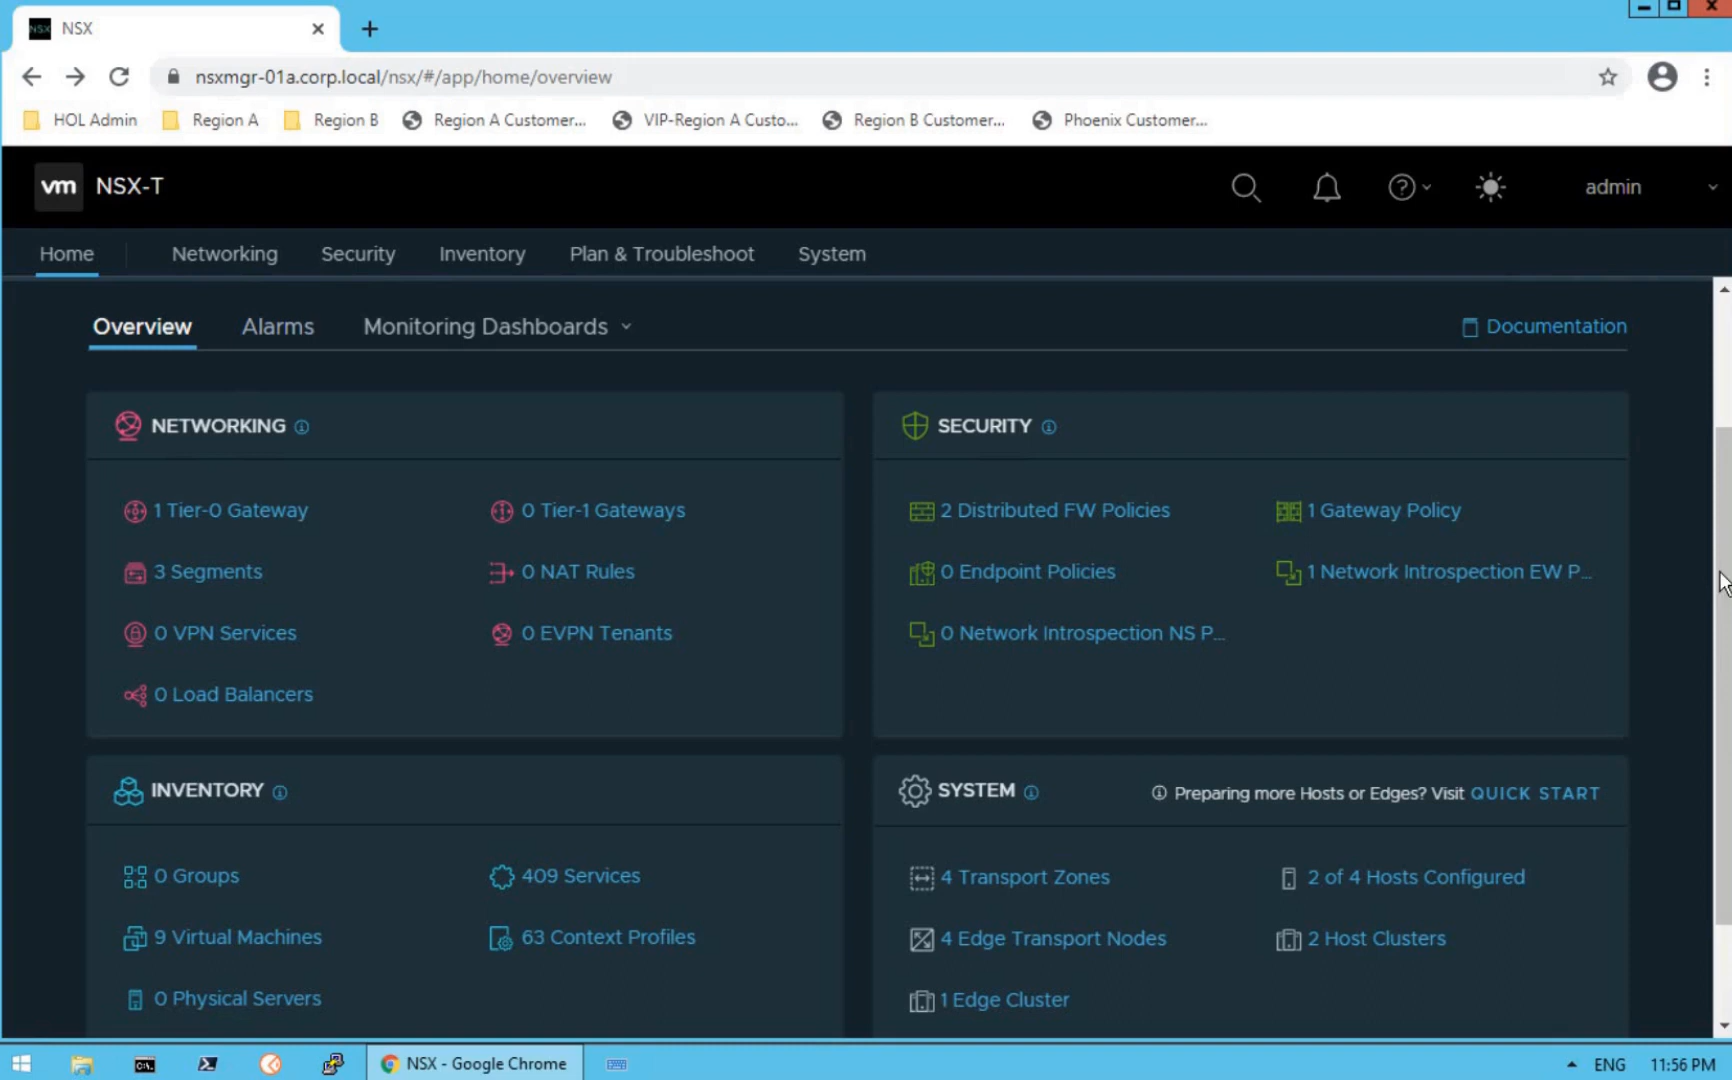 NSX
nsxmgr-01a.corp.local/nsx/#/app/home/overview
HOL Admin Region A Region B Region A Customer... VIP-Region A Custo... Region B Customer... Phoenix Customer...
vm NSX-T admin
Home Networking Security Inventory Plan & Troubleshoot System
Overview Alarms Monitoring Dashboards Documentation
NETWORKING
1 Tier-0 Gateway 0 Tier-1 Gateways
3 Segments 0 NAT Rules
0 VPN Services 0 EVPN Tenants
0 Load Balancers
SECURITY
2 Distributed FW Policies 1 Gateway Policy
0 Endpoint Policies 1 Network Introspection EW P...
0 Network Introspection NS P...
INVENTORY
0 Groups 409 Services
9 Virtual Machines 63 Context Profiles
0 Physical Servers
SYSTEM Preparing more Hosts or Edges? Visit QUICK START
4 Transport Zones 2 of 4 Hosts Configured
4 Edge Transport Nodes 2 Host Clusters
1 Edge Cluster
NSX - Google Chrome ENG 11:56 PM